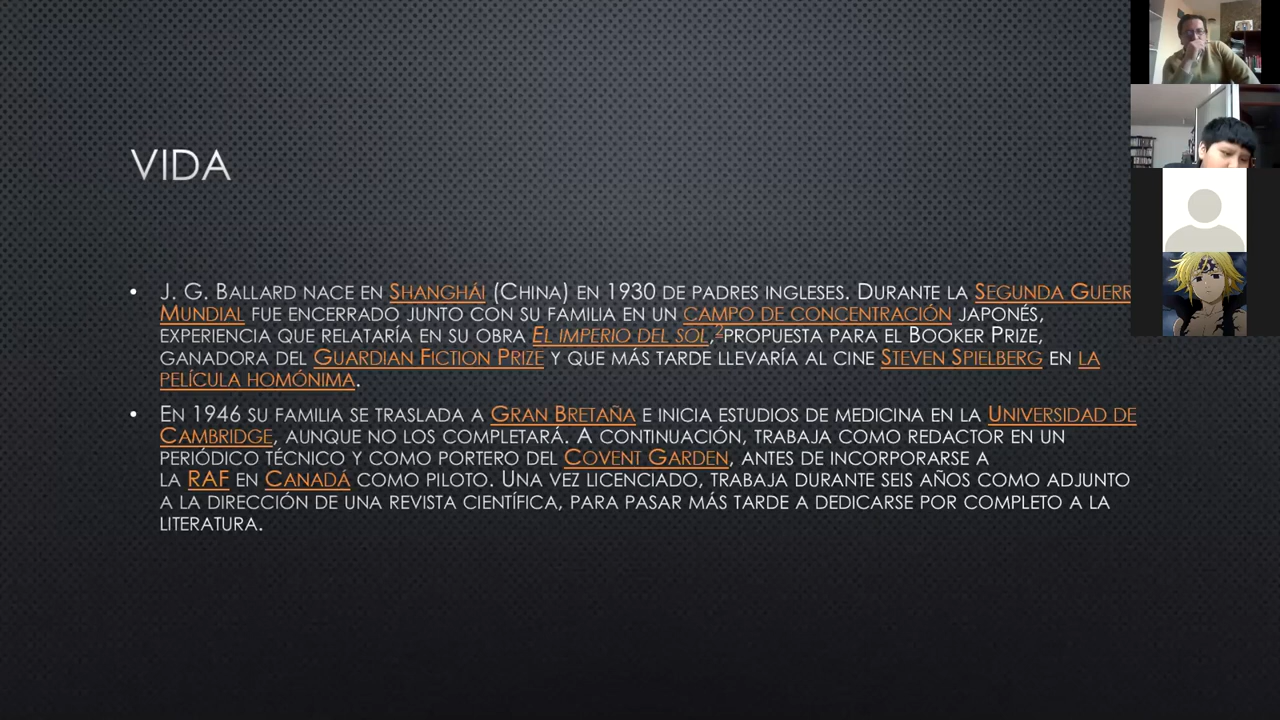 VIDA
• J. G. BALLARD NACE EN SHANGHÁI (CHINA) EN 1930 DE PADRES INGLESES. DURANTE LA SEGUNDA GUERR
MUNDIAL FUE ENCERRADO JUNTO CON SU FAMILIA EN UN CAMPO DE CONCENTRACIÓN JAPONÉS,
EXPERIENCIA QUE RELATARÍA EN SU OBRA EL IMPERIO DEL SOL,2PROPUESTA PARA EL BOOKER PRIZE,
GANADORA DEL GUARDIAN FICTION PRIZE Y QUE MÁS TARDE LLEVARÍA AL CINE STEVEN SPIELBERG EN LA
PELÍCULA HOMÓNIMA.
• EN 1946 SU FAMILIA SE TRASLADA A GRAN BRETAÑA E INICIA ESTUDIOS DE MEDICINA EN LA UNIVERSIDAD DE
CAMBRIDGE, AUNQUE NO LOS COMPLETARÁ. A CONTINUACIÓN, TRABAJA COMO REDACTOR EN UN
PERIÓDICO TÉCNICO Y COMO PORTERO DEL COVENT GARDEN, ANTES DE INCORPORARSE A
LA RAF EN CANADÁ COMO PILOTO. UNA VEZ LICENCIADO, TRABAJA DURANTE SEIS AÑOS COMO ADJUNTO
A LA DIRECCIÓN DE UNA REVISTA CIENTÍFICA, PARA PASAR MÁS TARDE A DEDICARSE POR COMPLETO A LA
LITERATURA.